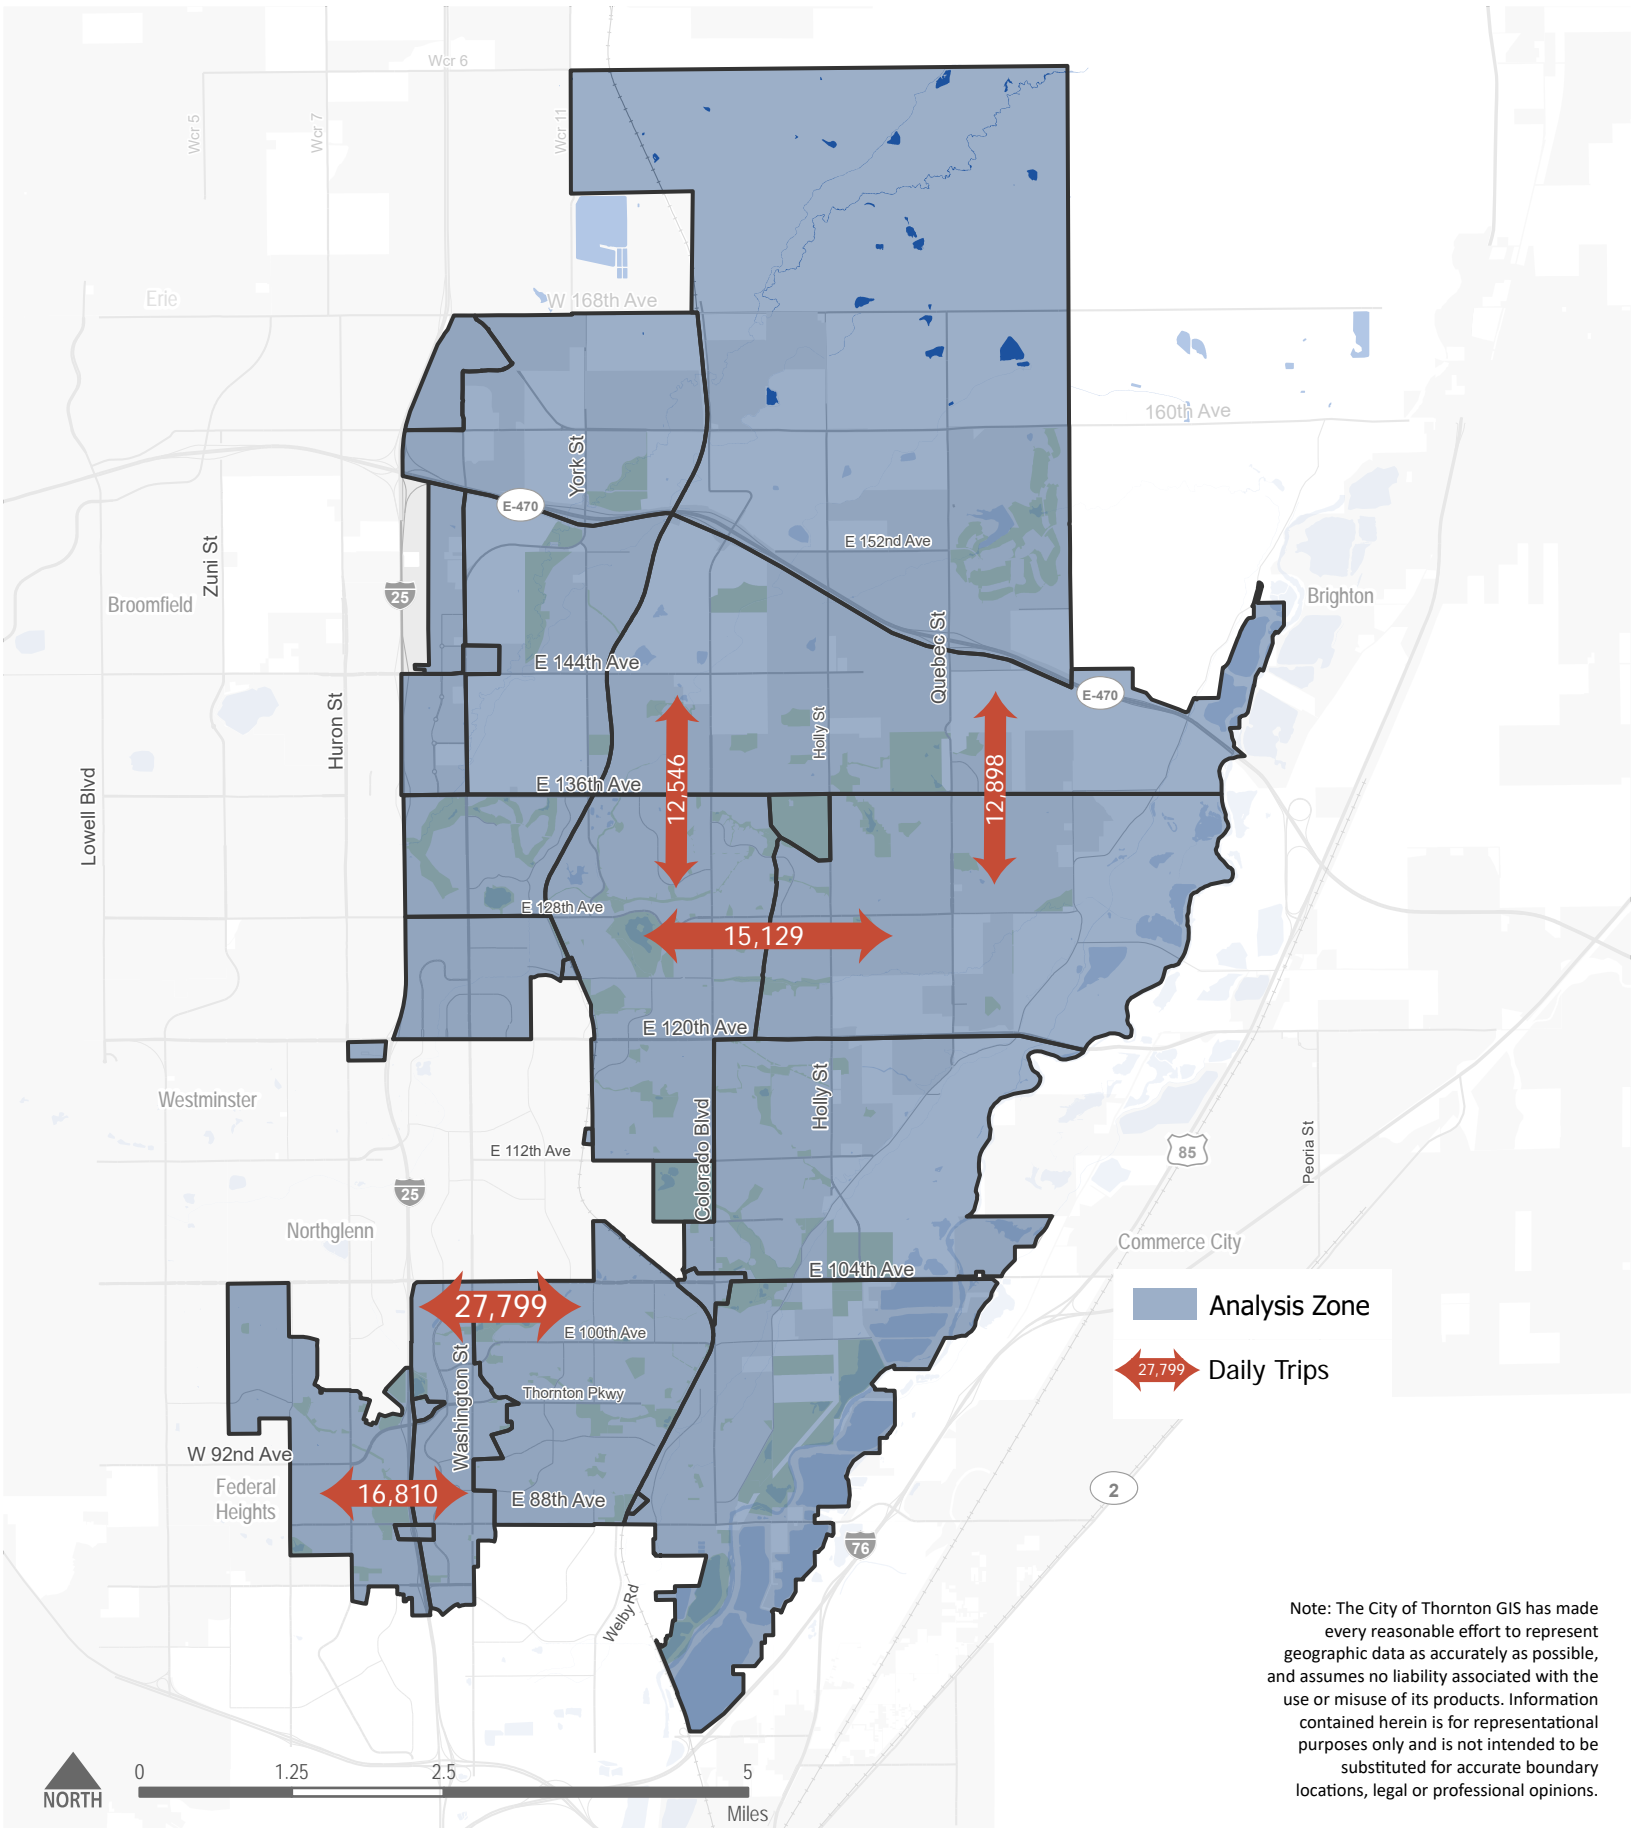 Wcr 6
Wcr 5
Wcr 7
Wcr 11
Erie
W 168th Ave
160th Ave
York St
E-470
E 152nd Ave
Zuni St
25
Broomfield
Brighton
Quebec St
E 144th Ave
E-470
Huron St
Holly St
12,546
12,898
E 136th Ave
Lowell Blvd
E 128th Ave
15,129
E 120th Ave
Westminster
Holly St
Colorado Blvd
E 112th Ave
85
Peoria St
25
Northglenn
Commerce City
E 104th Ave
27,799
E 100th Ave
Analysis Zone
27,799
Daily Trips
Washington St
Thornton Pkwy
W 92nd Ave
Federal
Heights
16,810
E 88th Ave
2
76
Welby Rd
Note: The City of Thornton GIS has made
every reasonable effort to represent
geographic data as accurately as possible,
and assumes no liability associated with the
use or misuse of its products. Information
contained herein is for representational
purposes only and is not intended to be
substituted for accurate boundary
locations, legal or professional opinions.
NORTH
0 1.25 2.5 5
Miles